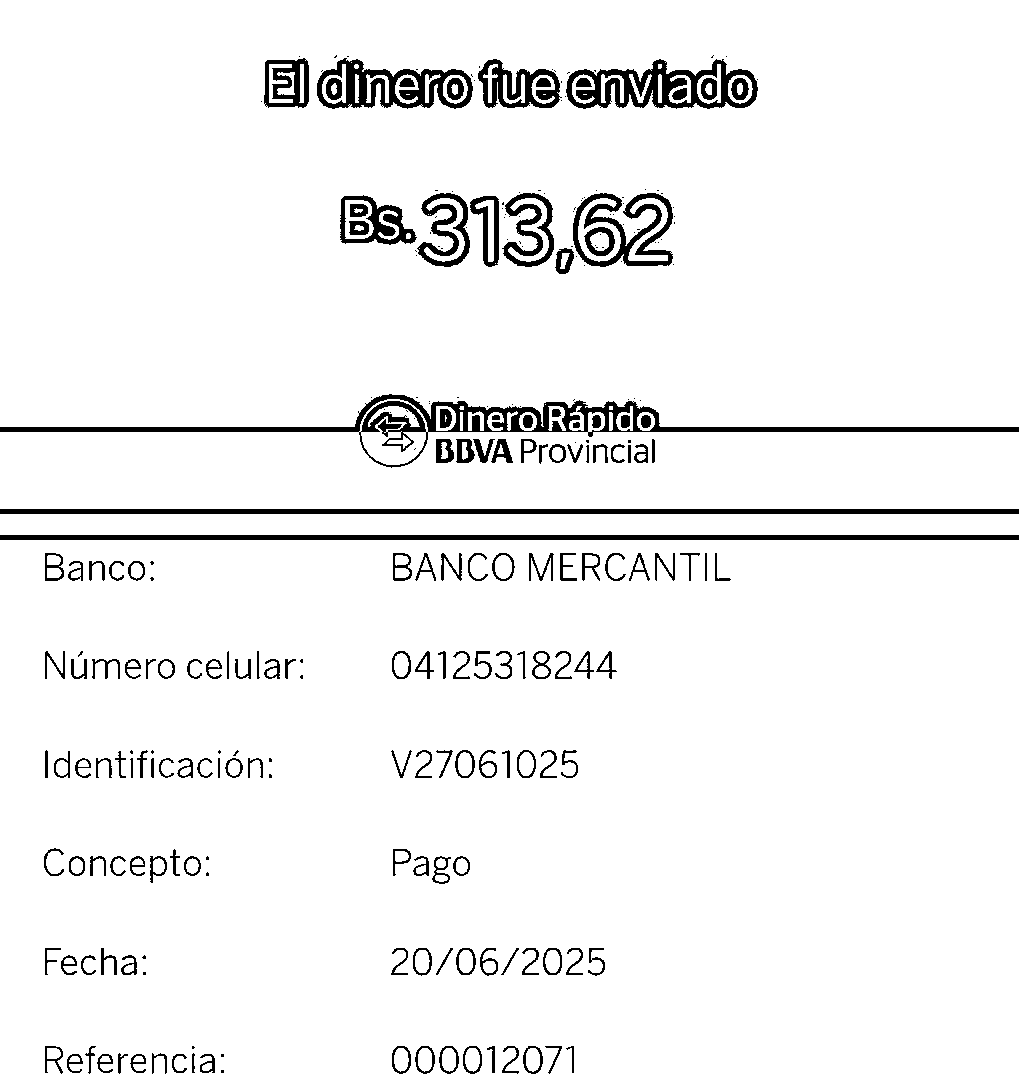 El dinero fue enviado
Bs. 313,62
Dinero Rápido
BBVA Provincial
Banco: BANCO MERCANTIL
Número celular: 04125318244
Identificación: V27061025
Concepto: Pago
Fecha: 20/06/2025
Referencia: 000012071